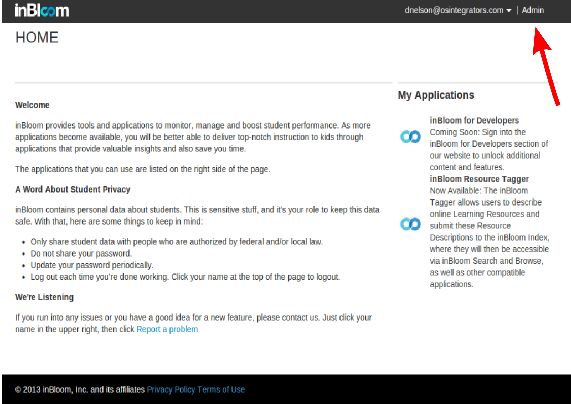 inBloom
dnelson@osintegrators.com | Admin
HOME
Welcome
inBloom provides tools and applications to monitor, manage and boost student performance. As more
applications become available, you will be better able to deliver top-notch instruction to kids through
applications that provide valuable insights and also save you time.
The applications that you can use are listed on the right side of the page.
A Word About Student Privacy
inBloom contains personal data about students. This is sensitive stuff, and it's your role to keep this data
safe. With that, here are some things to keep in mind:
• Only share student data with people who are authorized by federal and/or local law.
• Do not share your password.
• Update your password periodically.
• Log out each time you're done working. Click your name at the top of the page to logout.
We're Listening
If you run into any issues or you have a good idea for a new feature, please contact us. Just click your
name in the upper right, then click Report a problem
My Applications
inBloom for Developers
Coming Soon: Sign into the
inBloom for Developers section of
our website to unlock additional
content and features.
inBloom Resource Tagger
Now Available: The inBloom
Tagger allows users to describe
online Learning Resources and
submit these Resource
Descriptions to the inBloom Index,
where they will then be accessible
via inBloom Search and Browse,
as well as other compatible
applications.
© 2013 inBloom, Inc. and its affiliates Privacy Policy Terms of Use